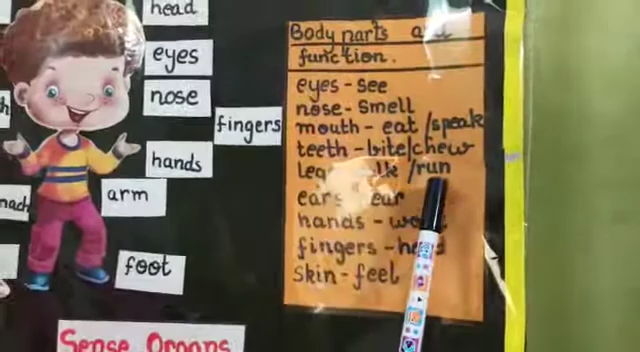 head
eyes
nose
fingers
hands
arm
foot
Sense Organs
Body parts and
function.
eyes-see
nose-smell
mouth-eat/speak
teeth-bite/chew
/run
ears
hands-
fingers-
skin-feel